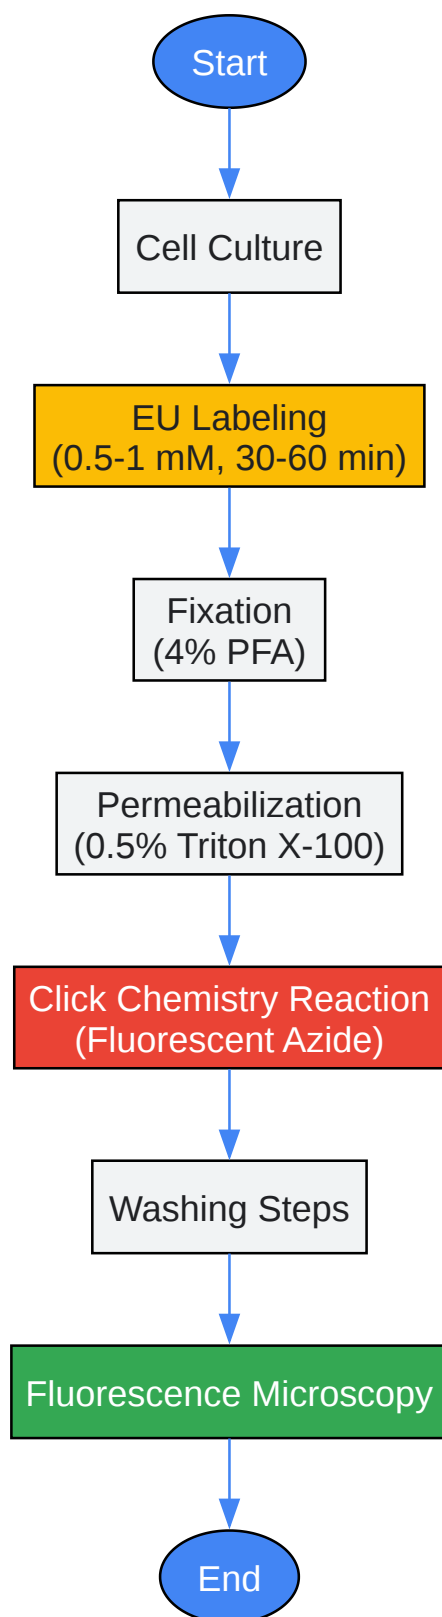 Start
Cell Culture
EU Labeling
(0.5-1 mM, 30-60 min)
Fixation
(4% PFA)
Permeabilization
(0.5% Triton X-100)
Click Chemistry Reaction
(Fluorescent Azide)
Washing Steps
Fluorescence Microscopy
End